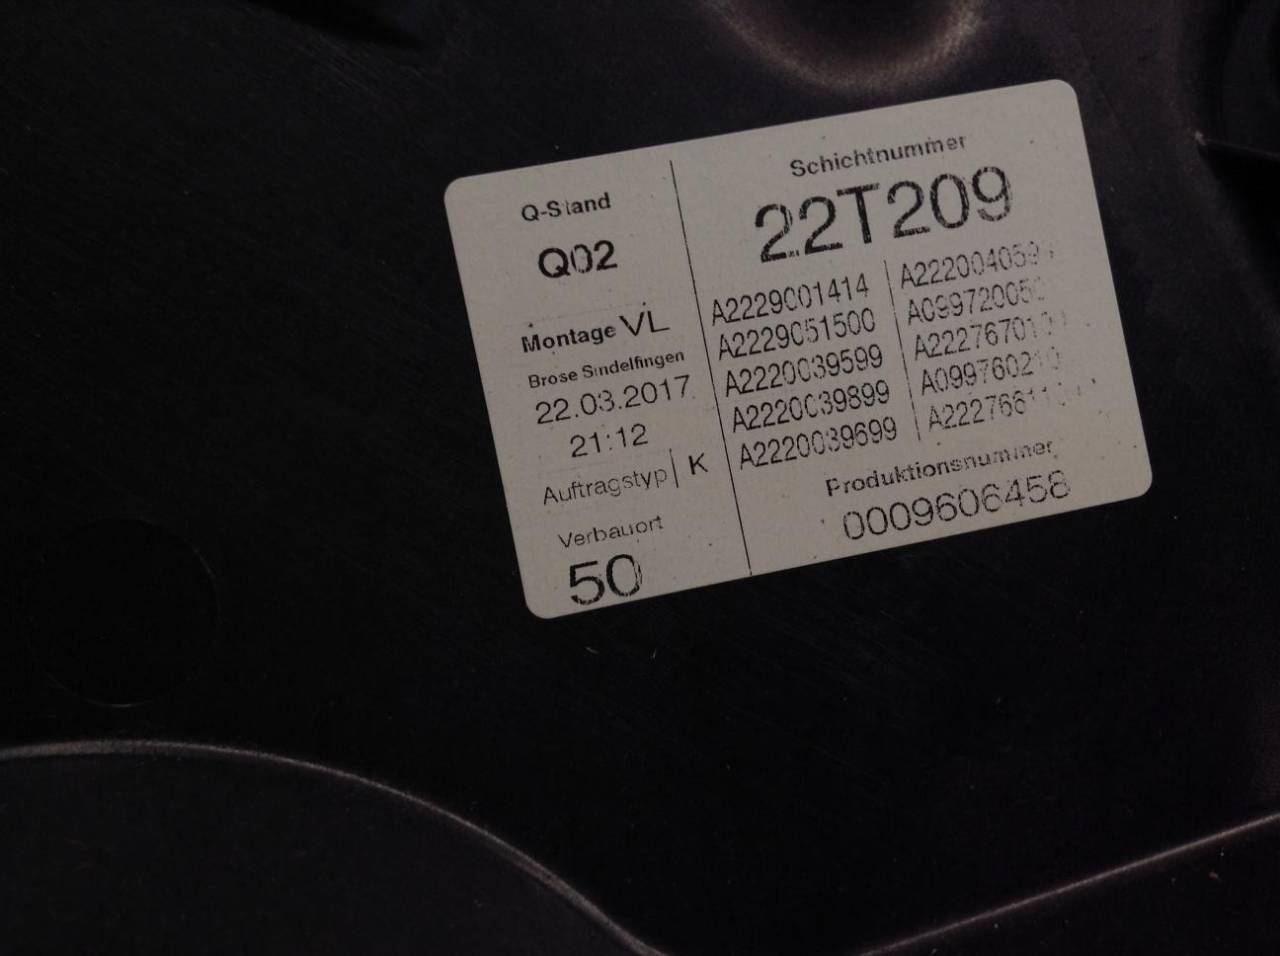 Q-Stand
Q02
Montage VL
Brose Sindelfingen
22.03.2017
21:12
Auftragstyp K
Verbauort
50
Schichtnummer
22T209
A2229001414
A2229051500
A2220039599
A2220039899
A2220039699
Produktionsnummer
0009606458